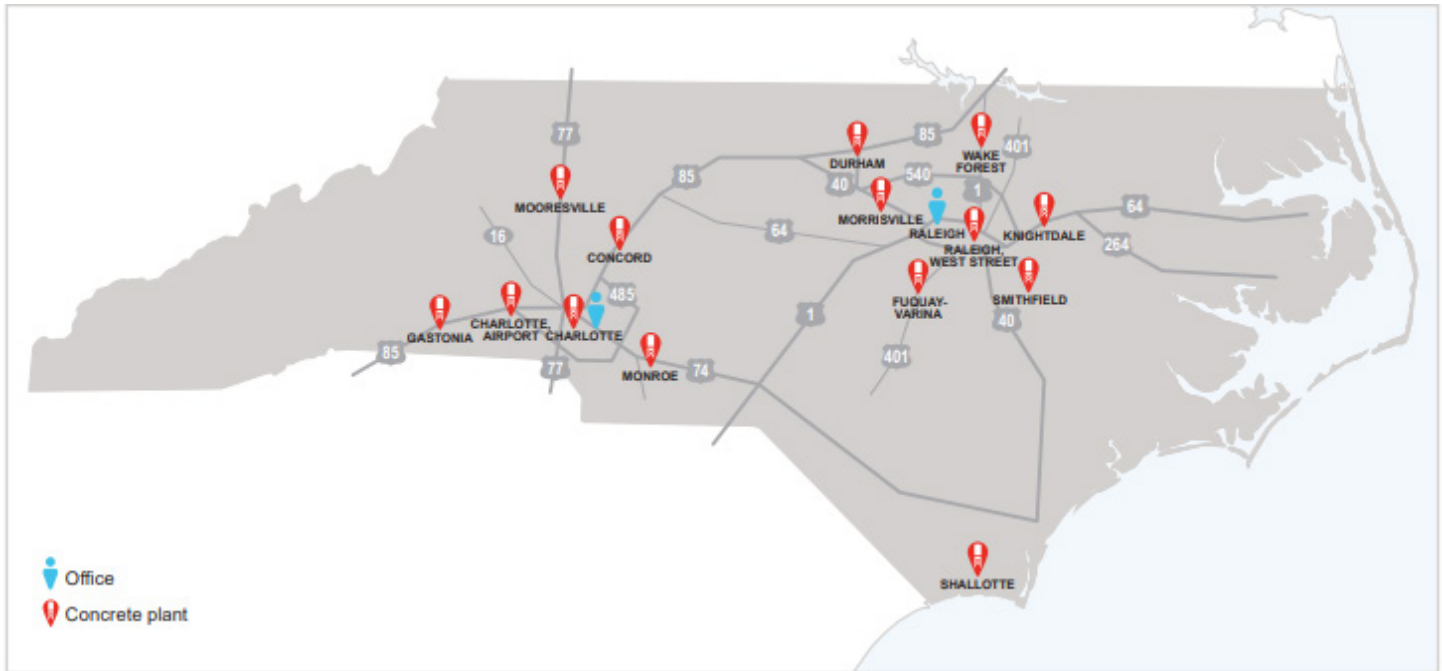 77
85
401
WAKE
FOREST
DURHAM
540
85
40
1
MOORESVILLE
MORRISVILLE
64
16
64
RALEIGH
KNIGHTDALE
RALEIGH,
WEST STREET
264
CONCORD
485
FUQUAY-
VARINA
SMITHFIELD
GASTONIA
CHARLOTTE,
AIRPORT
CHARLOTTE
1
40
85
77
MONROE
74
401
SHALLOTTE
Office
Concrete plant